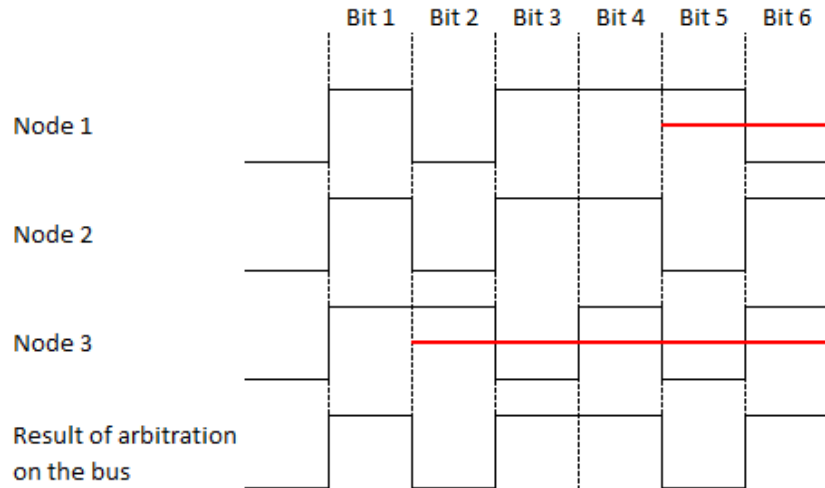 Bit 1 Bit 2 Bit 3 Bit 4 Bit 5 Bit 6
Node 1
Node 2
Node 3
Result of arbitration
on the bus